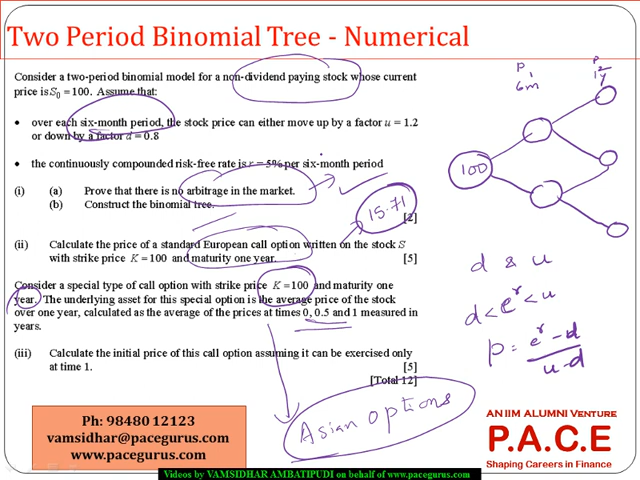 Two Period Binomial Tree - Numerical
Consider a two-period binomial model for a non-dividend paying stock whose current
price is S₀ = 100. Assume that:
• over each six-month period, the stock price can either move up by a factor u = 1.2
or down by a factor d = 0.8
• the continuously compounded risk-free rate is r = 5% per six-month period
(i) (a) Prove that there is no arbitrage in the market.
(b) Construct the binomial tree.
[2]
(ii) Calculate the price of a standard European call option written on the stock S
with strike price K = 100 and maturity one year. [5]
Consider a special type of call option with strike price K = 100 and maturity one
year. The underlying asset for this special option is the average price of the stock
over one year, calculated as the average of the prices at times 0, 0.5 and 1 measured in
years.
(iii) Calculate the initial price of this call option assuming it can be exercised only
at time 1. [5]
[Total 12]
15.71
Asian options
P 1
6m
P 2
1y
100
d & u
d < eʳ < u
p = eʳ - d
u - d
Ph: 98480 12123
vamsidhar@pacegurus.com
www.pacegurus.com
AN IIM ALUMNI VENTURE
P.A.C.E
Shaping Careers in Finance
Videos by VAMSIDHAR AMBATIPUDI on behalf of www.pacegurus.com